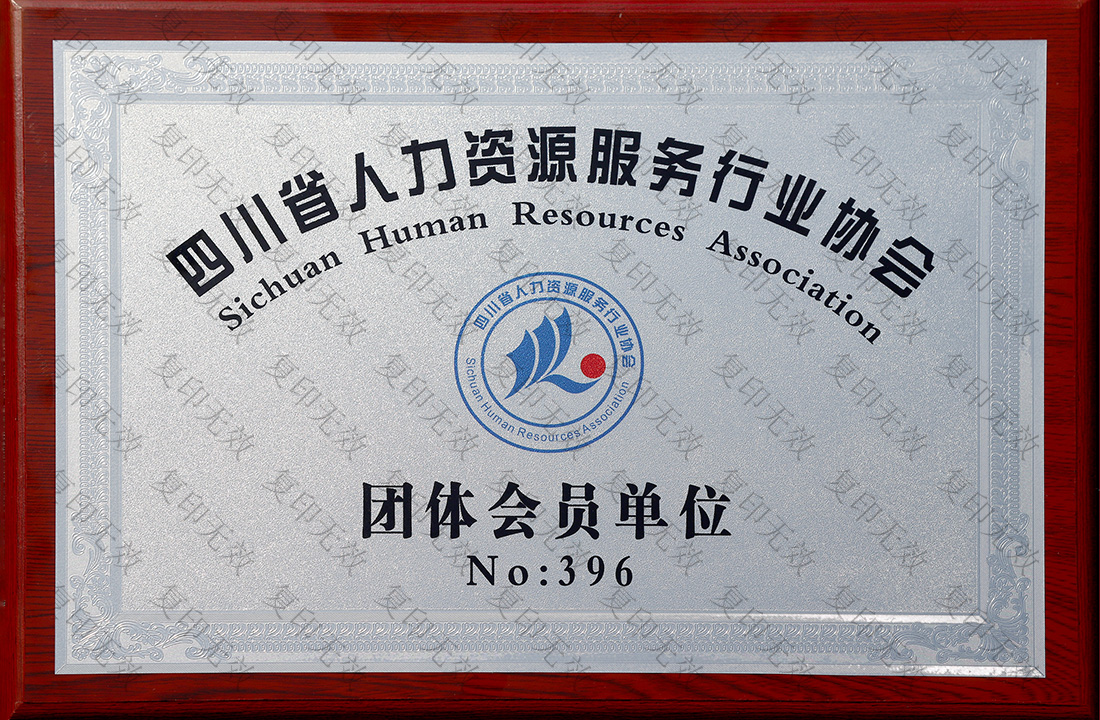 四川省人力资源服务行业协会
Sichuan Human Resources Association
四川省人力资源服务行业协会
Sichuan Human Resources Association
团体会员单位
No:396
复印无效